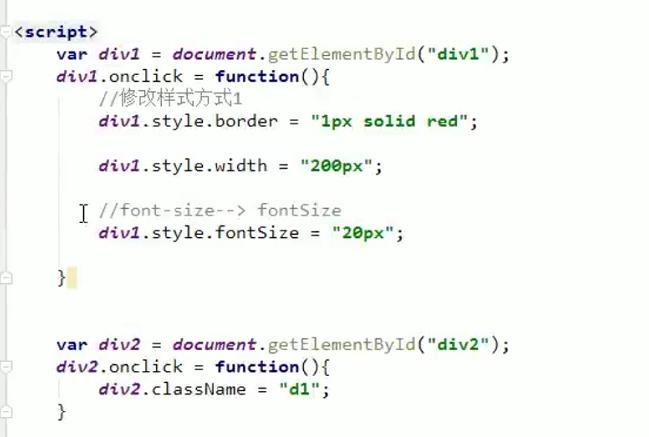 <script>
var div1 = document.getElementById("div1");
div1.onclick = function(){
//修改样式方式1
div1.style.border = "1px solid red";
div1.style.width = "200px";
//font-size--> fontSize
div1.style.fontSize = "20px";
}
var div2 = document.getElementById("div2");
div2.onclick = function(){
div2.className = "d1";
}